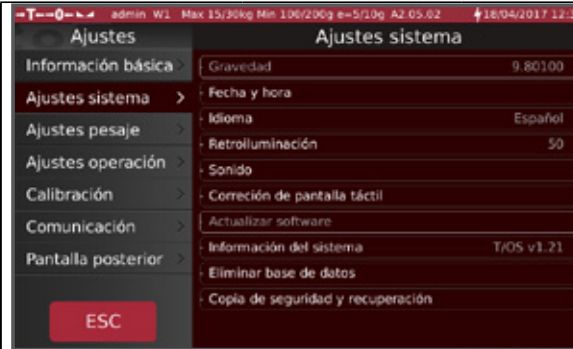 T 0 admin W1 Max 15/30kg Min 100/200g e=5/10g A2.05.02 18/04/2017 12:
Ajustes
Ajustes sistema
Información básica >
Ajustes sistema >
Ajustes pesaje >
Ajustes operación >
Calibración >
Comunicación >
Pantalla posterior >
ESC
Gravedad 9.80100
Fecha y hora
Idioma Español
Retroiluminación 50
Sonido
Correción de pantalla táctil
Actualizar software
Información del sistema T/OS v1.21
Eliminar base de datos
Copia de seguridad y recuperación